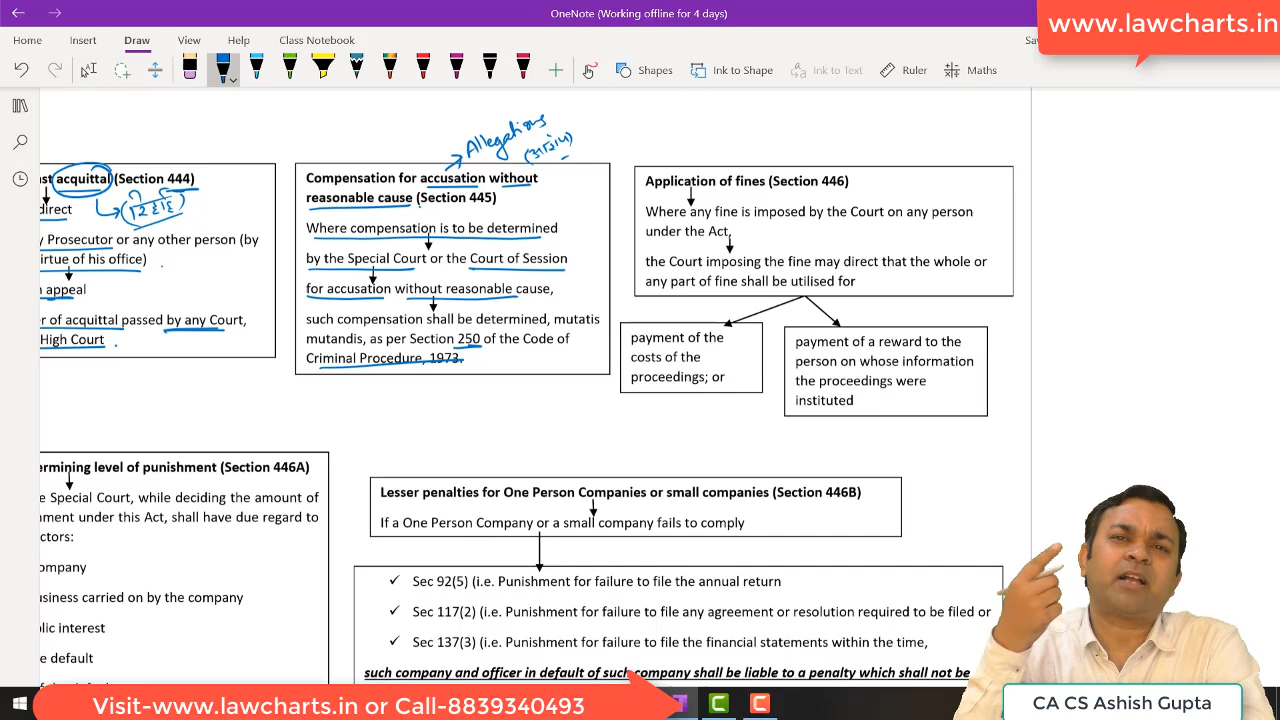 OneNote (Working offline for 4 days)
www.lawcharts.in
Home Insert Draw View Help Class Notebook
Shapes Ink to Shape Ink to Text Ruler Maths
Allegations
st acquittal (Section 444)
direct
y Prosecutor or any other person (by
irtue of his office)
n appeal
er of acquittal passed by any Court,
High Court
Compensation for accusation without
reasonable cause (Section 445)
Where compensation is to be determined
by the Special Court or the Court of Session
for accusation without reasonable cause,
such compensation shall be determined, mutatis
mutandis, as per Section 250 of the Code of
Criminal Procedure, 1973.
Application of fines (Section 446)
Where any fine is imposed by the Court on any person
under the Act,
the Court imposing the fine may direct that the whole or
any part of fine shall be utilised for
payment of the
costs of the
proceedings; or
payment of a reward to the
person on whose information
the proceedings were
instituted
ermining level of punishment (Section 446A)
e Special Court, while deciding the amount of
nment under this Act, shall have due regard to
ctors:
ompany
usiness carried on by the company
blic interest
e default
Lesser penalties for One Person Companies or small companies (Section 446B)
If a One Person Company or a small company fails to comply
✓ Sec 92(5) (i.e. Punishment for failure to file the annual return
✓ Sec 117(2) (i.e. Punishment for failure to file any agreement or resolution required to be filed or
✓ Sec 137(3) (i.e. Punishment for failure to file the financial statements within the time,
such company and officer in default of such company shall be liable to a penalty which shall not be
Visit-www.lawcharts.in or Call-8839340493
CA CS Ashish Gupta